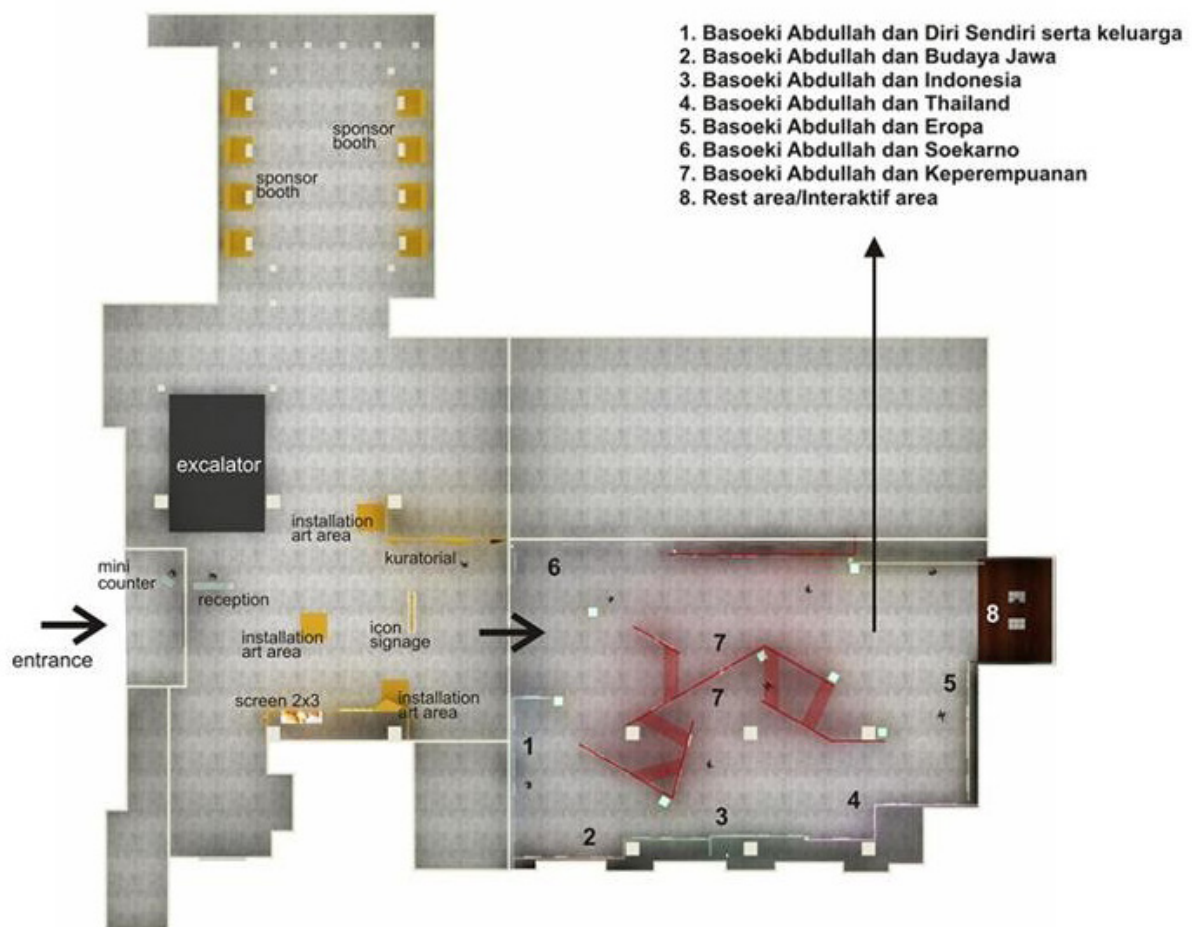 1. Basoeki Abdullah dan Diri Sendiri serta keluarga
2. Basoeki Abdullah dan Budaya Jawa
3. Basoeki Abdullah dan Indonesia
4. Basoeki Abdullah dan Thailand
5. Basoeki Abdullah dan Eropa
6. Basoeki Abdullah dan Soekarno
7. Basoeki Abdullah dan Keperempuanan
8. Rest area/Interaktif area
sponsor
booth
sponsor
booth
excalator
installation
art area
kuratorial
mini
counter
reception
entrance
installation
art area
icon
signage
screen 2x3
installation
art area
6
7
7
8
5
1
4
3
2